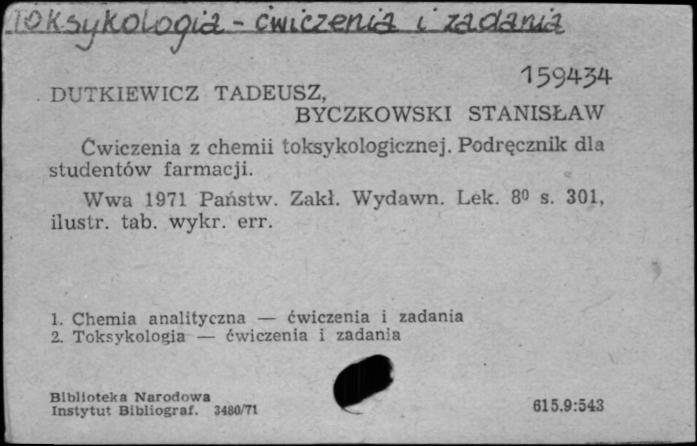 Toksykologia - ćwiczenia i zadania
159434
DUTKIEWICZ TADEUSZ,
BYCZKOWSKI STANISŁAW
Ćwiczenia z chemii toksykologicznej. Podręcznik dla
studentów farmacji.
Wwa 1971 Państw. Zakł. Wydawn. Lek. 8⁰ s. 301,
ilustr. tab. wykr. err.
1. Chemia analityczna — ćwiczenia i zadania
2. Toksykologia — ćwiczenia i zadania
Biblioteka Narodowa
Instytut Bibliograf. 3480/71
615.9:543